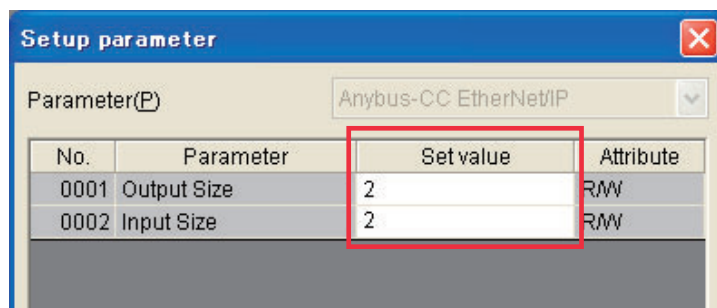 Setup parameter
Parameter(P) Anybus-CC EtherNet/IP
No. Parameter Set value Attribute
0001 Output Size 2 R/W
0002 Input Size 2 R/W